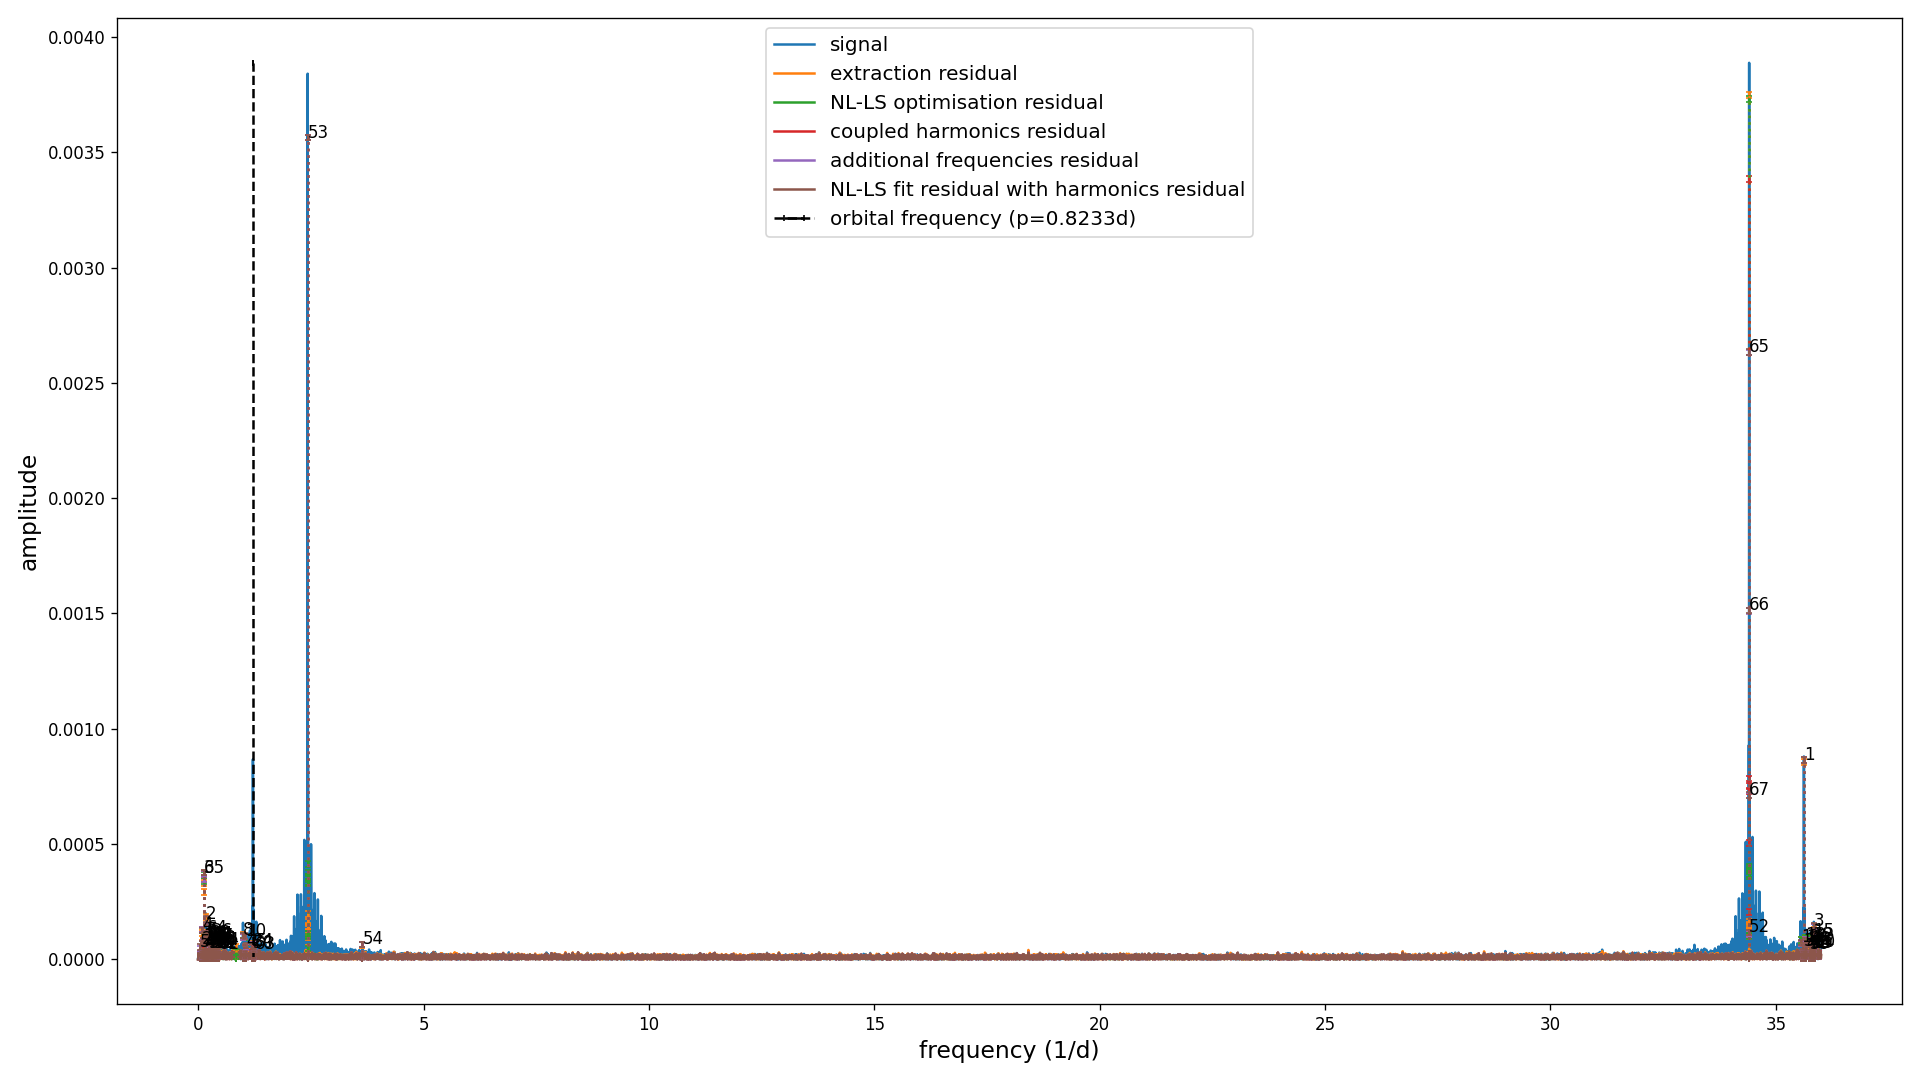 0.0040
0.0035
0.0030
0.0025
0.0020
0.0015
0.0010
0.0005
0.0000
amplitude
signal
extraction residual
NL-LS optimisation residual
coupled harmonics residual
additional frequencies residual
NL-LS fit residual with harmonics residual
orbital frequency (p=0.8233d)
53
65
66
67
1
52
54
2
3
0
5
10
15
20
25
30
35
frequency (1/d)